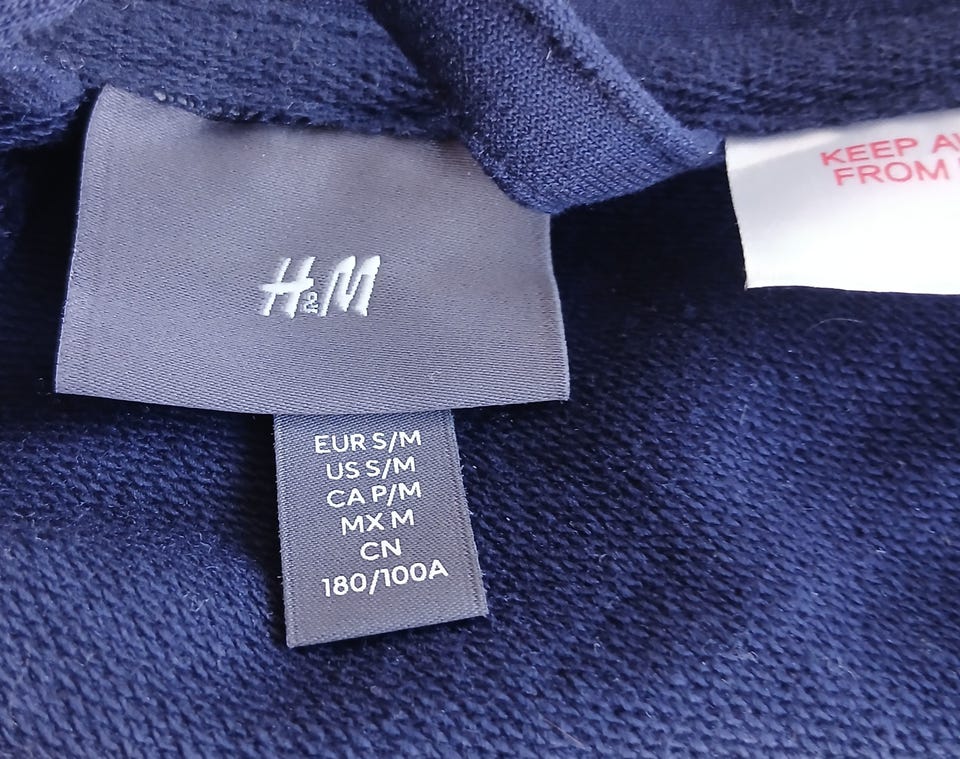 H&M
EUR S/M
US S/M
CA P/M
MX M
CN
180/100A
KEEP
FROM